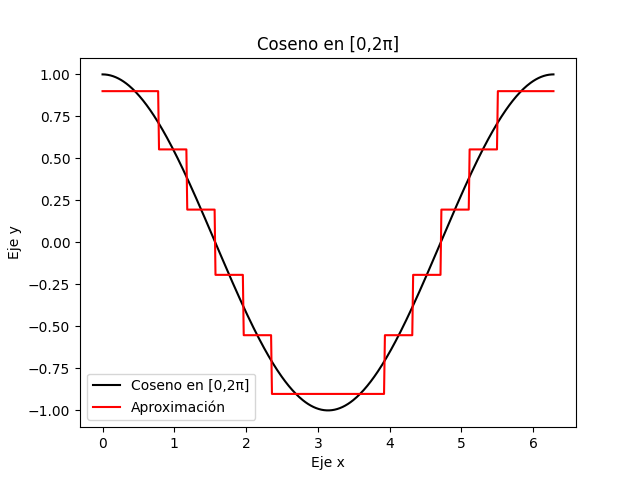 Coseno en [0,2π]
1.00
0.75
0.50
0.25
0.00
−0.25
−0.50
−0.75
−1.00
Eje y
Coseno en [0,2π]
Aproximación
0 1 2 3 4 5 6
Eje x